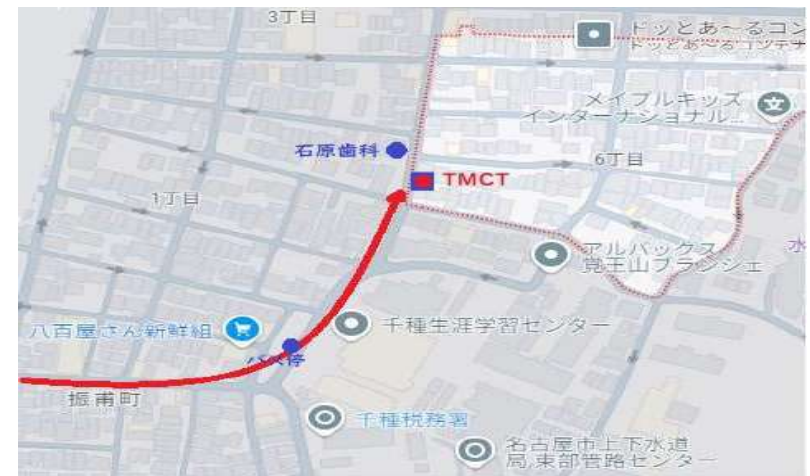 3丁目
ドッとあ〜るコン
ドッとあ〜るコンテナ
メイプルキッズ
インターナショナル...
石原歯科
6丁目
TMCT
1丁目
水
アルバックス
覚王山ブランシェ
八百屋さん新鮮組
千種生涯学習センター
バス停
振甫町
千種税務署
名古屋市上下水道
局 東部管路センター